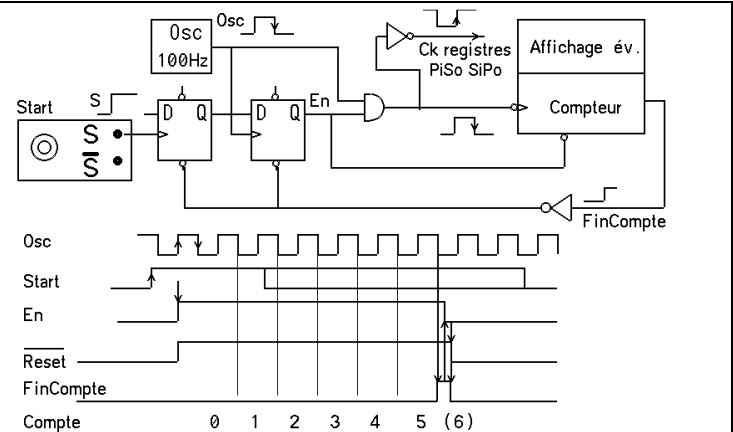 Osc
Osc
100Hz
Ck registres
PiSo SiPo
Affichage év.
Compteur
Start
S
S
S̅
D Q
D Q
En
FinCompte
Osc
Start
En
R̅e̅s̅e̅t̅
FinCompte
Compte 0 1 2 3 4 5 (6)